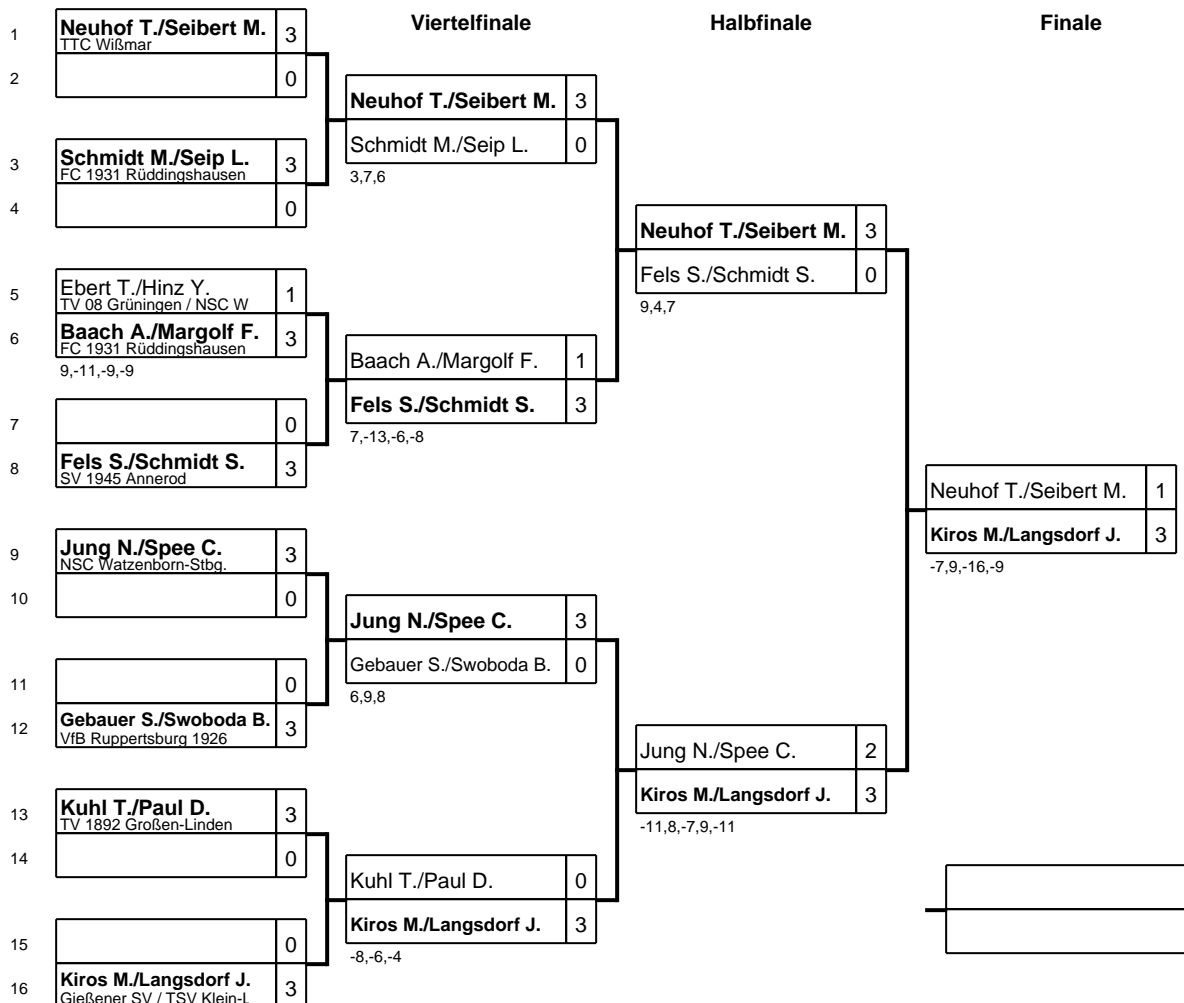 Viertelfinale
Halbfinale
Finale
1
Neuhof T./Seibert M. 3
TTC Wißmar
2
0
3
Schmidt M./Seip L. 3
FC 1931 Rüddingshausen
4
0
5
Ebert T./Hinz Y. 1
TV 08 Grüningen / NSC W
6
Baach A./Margolf F. 3
FC 1931 Rüddingshausen
9,-11,-9,-9
7
0
8
Fels S./Schmidt S. 3
SV 1945 Annerod
9
Jung N./Spee C. 3
NSC Watzenborn-Stbg.
10
0
11
0
12
Gebauer S./Swoboda B. 3
VfB Ruppertsburg 1926
13
Kuhl T./Paul D. 3
TV 1892 Großen-Linden
14
0
15
0
16
Kiros M./Langsdorf J. 3
Gießener SV / TSV Klein-L
Neuhof T./Seibert M. 3
Schmidt M./Seip L. 0
3,7,6
Baach A./Margolf F. 1
Fels S./Schmidt S. 3
7,-13,-6,-8
Jung N./Spee C. 3
Gebauer S./Swoboda B. 0
6,9,8
Kuhl T./Paul D. 0
Kiros M./Langsdorf J. 3
-8,-6,-4
Neuhof T./Seibert M. 3
Fels S./Schmidt S. 0
9,4,7
Jung N./Spee C. 2
Kiros M./Langsdorf J. 3
-11,8,-7,9,-11
Neuhof T./Seibert M. 1
Kiros M./Langsdorf J. 3
-7,9,-16,-9